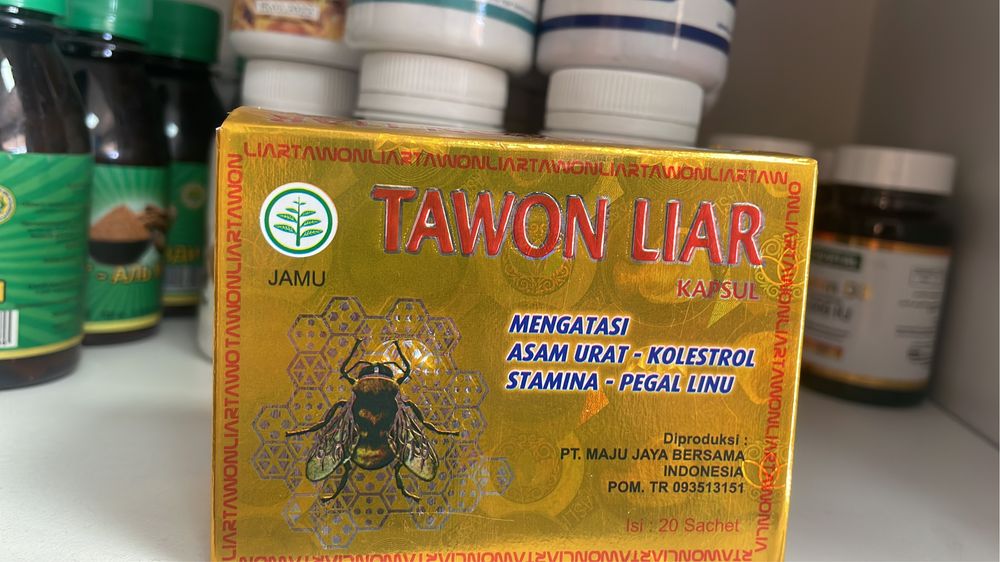 LIARTAWONLIARTAWONLIARTAWONLIARTAWONLIARTAWONLIARTAW
TAWON LIAR
JAMU
KAPSUL
MENGATASI
ASAM URAT - KOLESTROL
STAMINA - PEGAL LINU
Diproduksi :
PT. MAJU JAYA BERSAMA
INDONESIA
POM. TR 093513151
Isi : 20 Sachet